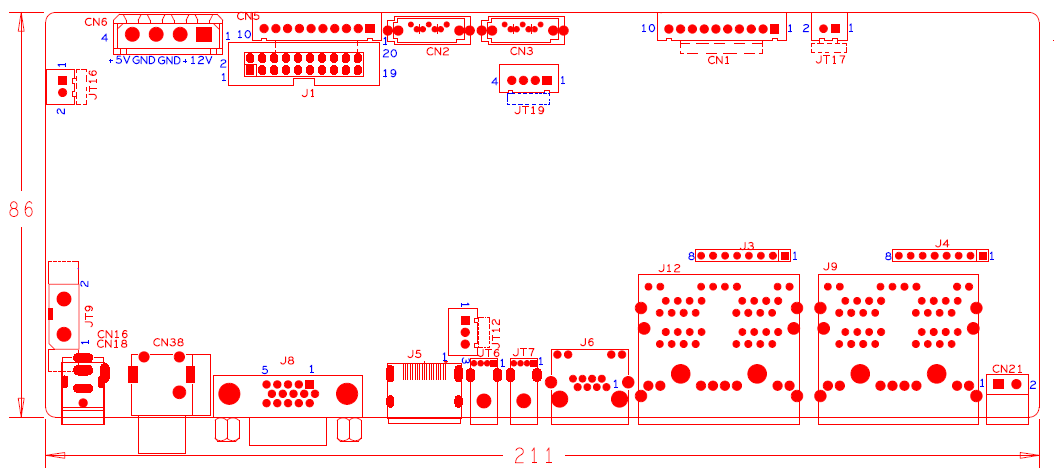 CN6
4
1
+5V GND GND +12V
CN5
10
1
CN2
CN3
10
1
CN1
2
1
JT17
1
2
JT16
2
1
20
19
J1
4
1
JT19
86
8
J3
1
8
J4
1
J12
J9
2
JT9
1
CN16
CN18
CN38
J8
5
1
1
JT12
3
J5
1
JT6
1
JT7
1
J6
1
CN21
1
2
211